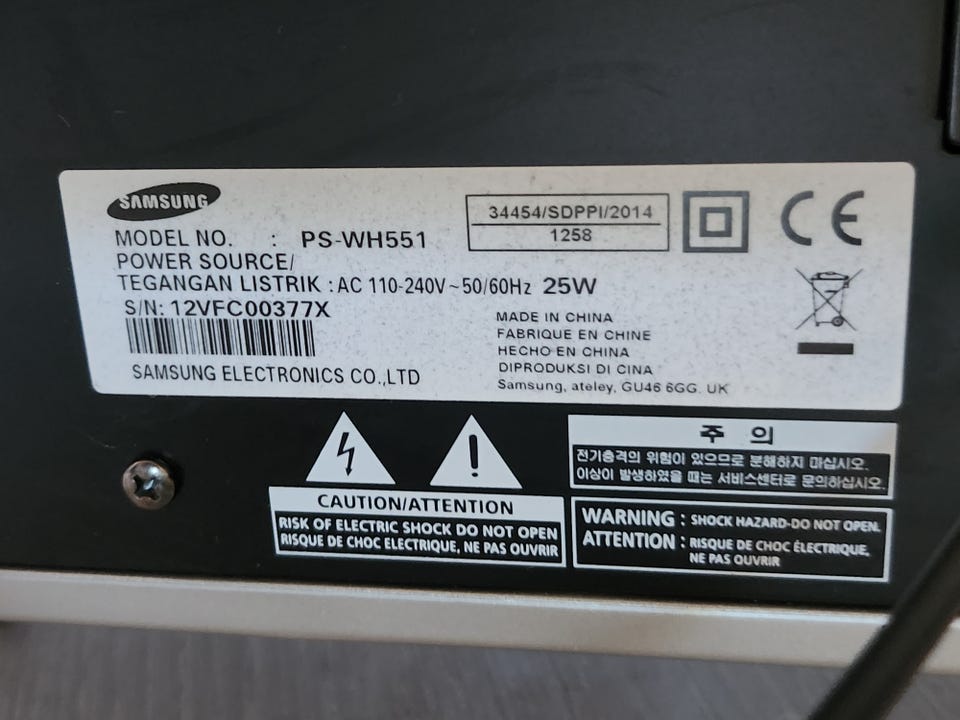 SAMSUNG
34454/SDPPI/2014
1258
CE
MODEL NO. : PS-WH551
POWER SOURCE/
TEGANGAN LISTRIK : AC 110-240V~50/60Hz 25W
S/N: 12VFC00377X
SAMSUNG ELECTRONICS CO.,LTD
MADE IN CHINA
FABRIQUE EN CHINE
HECHO EN CHINA
DIPRODUKSI DI CINA
Samsung, ateley, GU46 6GG. UK
CAUTION/ATTENTION
RISK OF ELECTRIC SHOCK DO NOT OPEN
RISQUE DE CHOC ELECTRIQUE, NE PAS OUVRIR
주 의
전기충격의 위험이 있으므로 분해하지 마십시오.
이상이 발생하였을 때는 서비스센터로 문의하십시오.
WARNING : SHOCK HAZARD-DO NOT OPEN.
ATTENTION : RISQUE DE CHOC ÉLECTRIQUE,
NE PAS OUVRIR